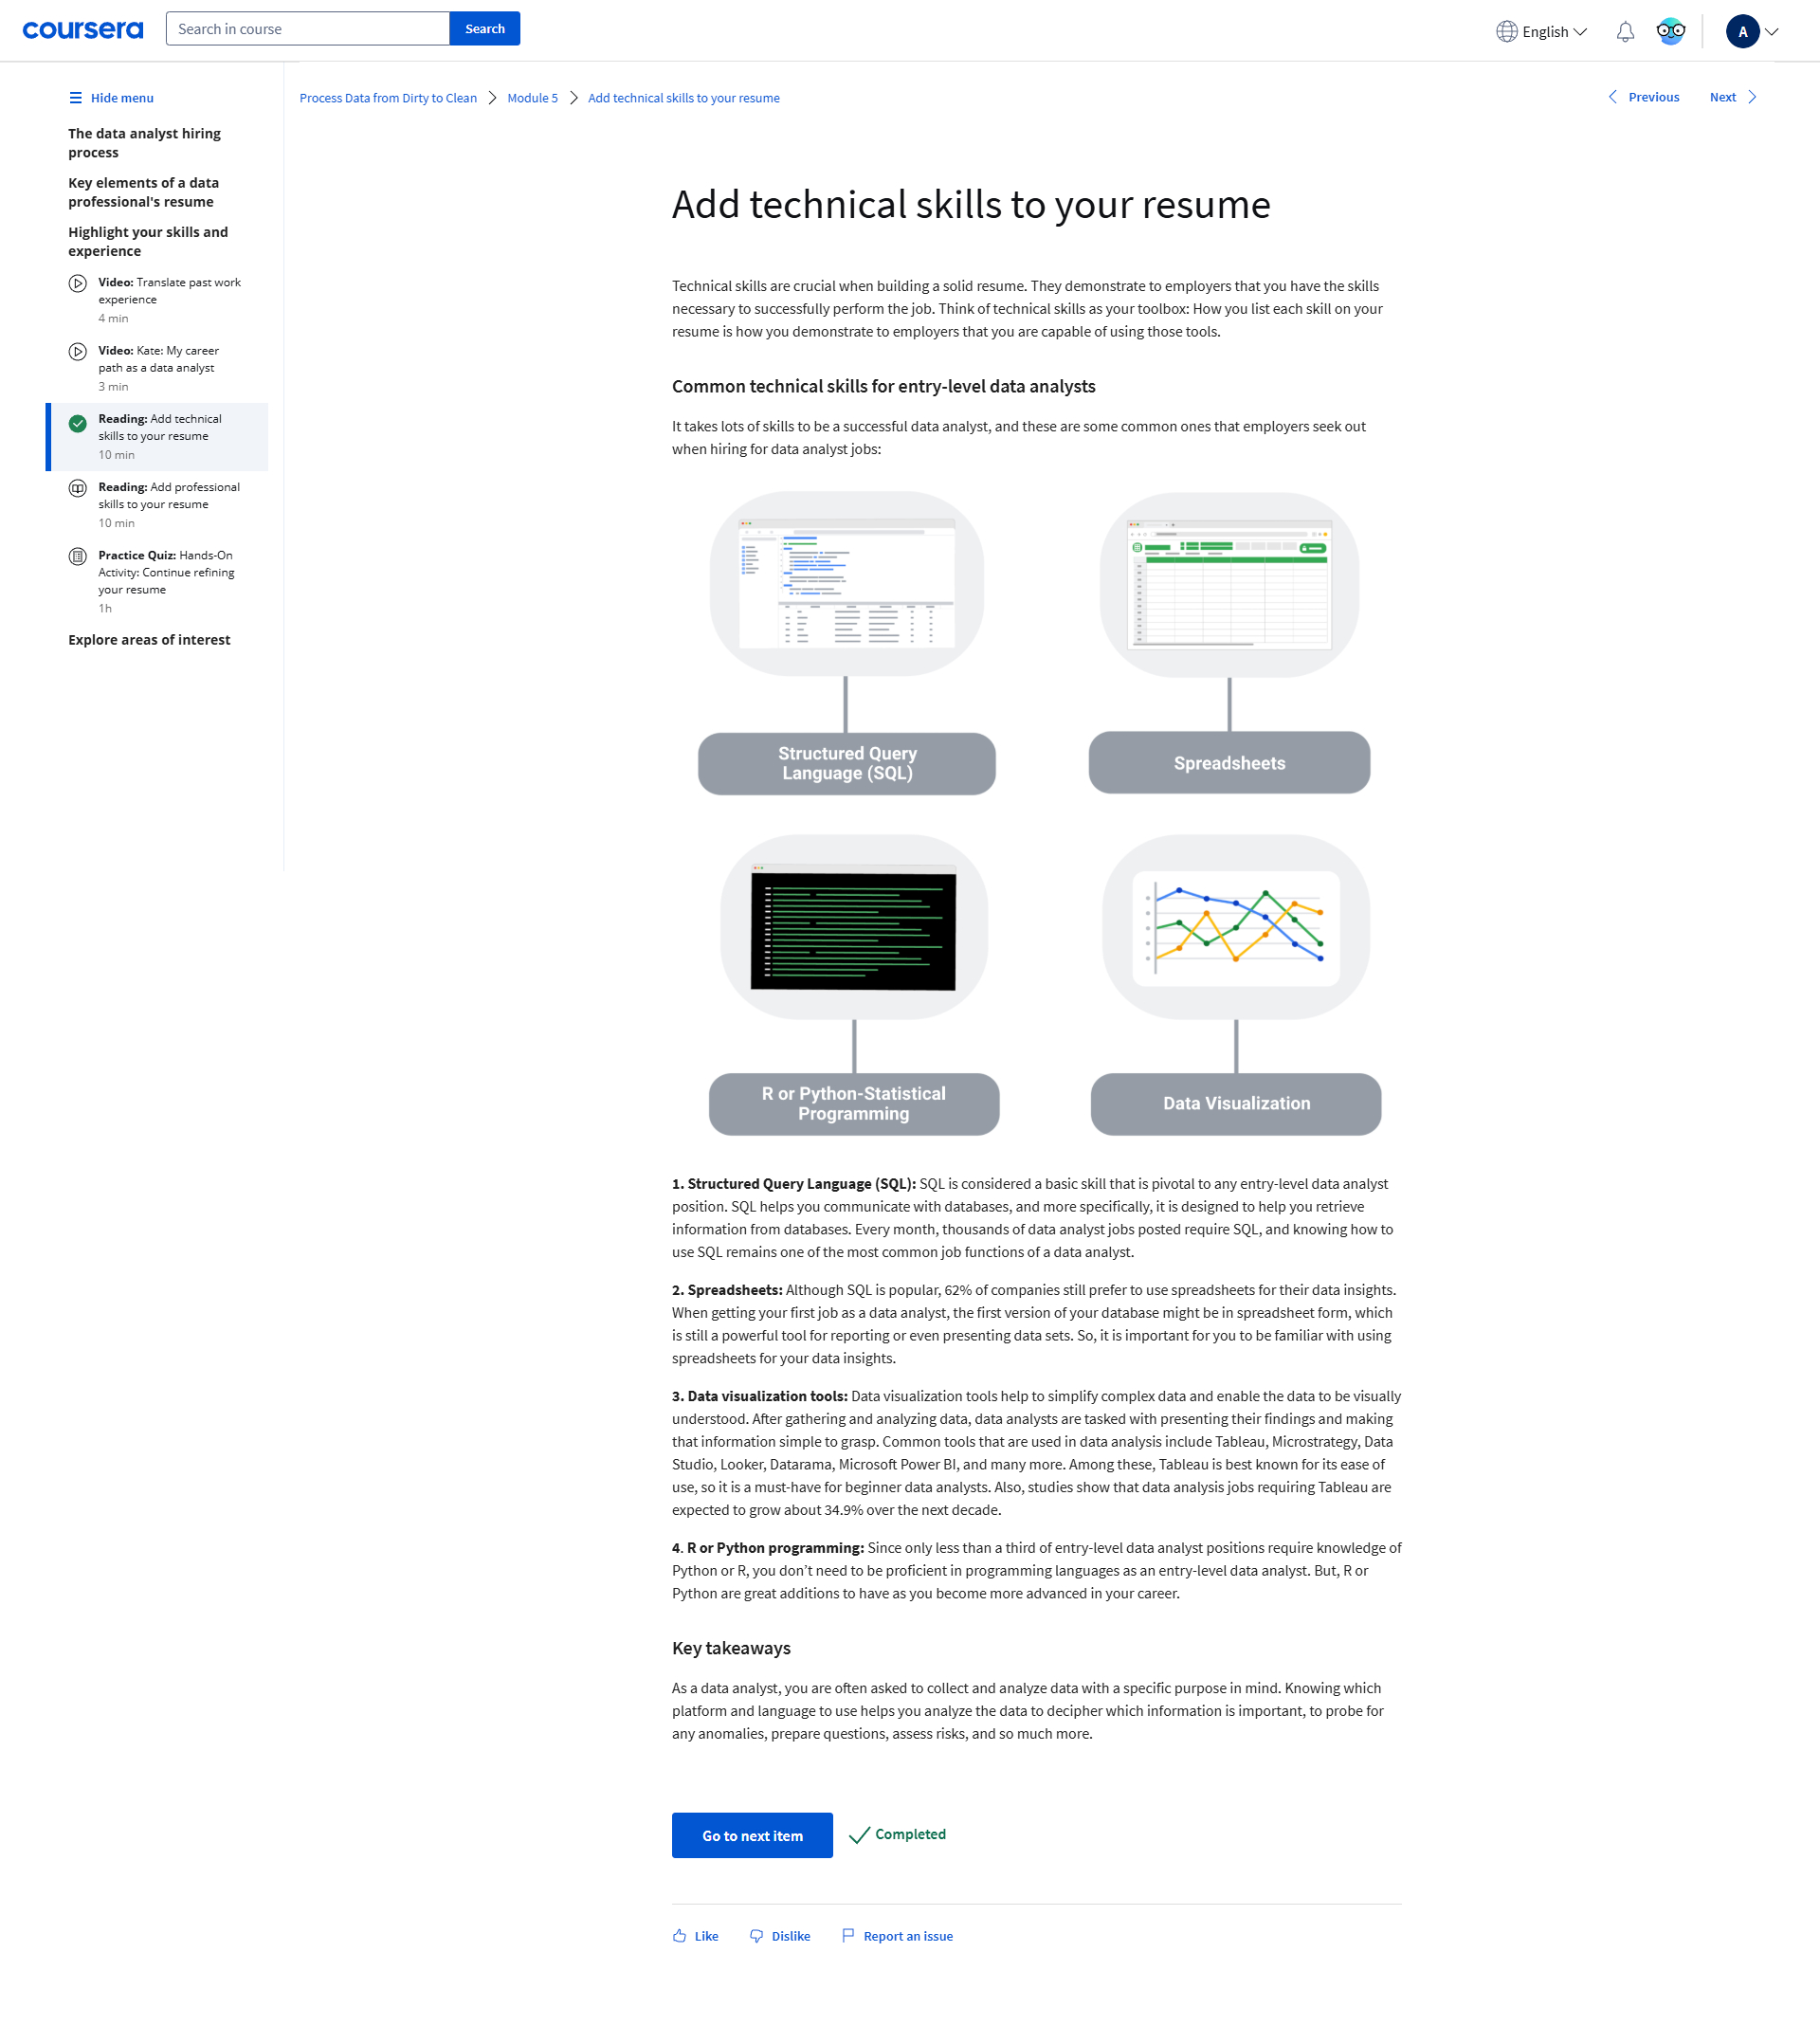 coursera
Search in course
Search
English
A
Hide menu
Process Data from Dirty to Clean
Module 5
Add technical skills to your resume
Previous
Next
The data analyst hiring
process
Key elements of a data
professional's resume
Highlight your skills and
experience
Video: Translate past work
experience
4 min
Video: Kate: My career
path as a data analyst
3 min
Reading: Add technical
skills to your resume
10 min
Reading: Add professional
skills to your resume
10 min
Practice Quiz: Hands-On
Activity: Continue refining
your resume
1h
Explore areas of interest
Add technical skills to your resume
Technical skills are crucial when building a solid resume. They demonstrate to employers that you have the skills
necessary to successfully perform the job. Think of technical skills as your toolbox: How you list each skill on your
resume is how you demonstrate to employers that you are capable of using those tools.
Common technical skills for entry-level data analysts
It takes lots of skills to be a successful data analyst, and these are some common ones that employers seek out
when hiring for data analyst jobs:
Structured Query
Language (SQL)
Spreadsheets
R or Python-Statistical
Programming
Data Visualization
1. Structured Query Language (SQL): SQL is considered a basic skill that is pivotal to any entry-level data analyst
position. SQL helps you communicate with databases, and more specifically, it is designed to help you retrieve
information from databases. Every month, thousands of data analyst jobs posted require SQL, and knowing how to
use SQL remains one of the most common job functions of a data analyst.
2. Spreadsheets: Although SQL is popular, 62% of companies still prefer to use spreadsheets for their data insights.
When getting your first job as a data analyst, the first version of your database might be in spreadsheet form, which
is still a powerful tool for reporting or even presenting data sets. So, it is important for you to be familiar with using
spreadsheets for your data insights.
3. Data visualization tools: Data visualization tools help to simplify complex data and enable the data to be visually
understood. After gathering and analyzing data, data analysts are tasked with presenting their findings and making
that information simple to grasp. Common tools that are used in data analysis include Tableau, Microstrategy, Data
Studio, Looker, Datarama, Microsoft Power BI, and many more. Among these, Tableau is best known for its ease of
use, so it is a must-have for beginner data analysts. Also, studies show that data analysis jobs requiring Tableau are
expected to grow about 34.9% over the next decade.
4. R or Python programming: Since only less than a third of entry-level data analyst positions require knowledge of
Python or R, you don’t need to be proficient in programming languages as an entry-level data analyst. But, R or
Python are great additions to have as you become more advanced in your career.
Key takeaways
As a data analyst, you are often asked to collect and analyze data with a specific purpose in mind. Knowing which
platform and language to use helps you analyze the data to decipher which information is important, to probe for
any anomalies, prepare questions, assess risks, and so much more.
Go to next item
Completed
Like
Dislike
Report an issue